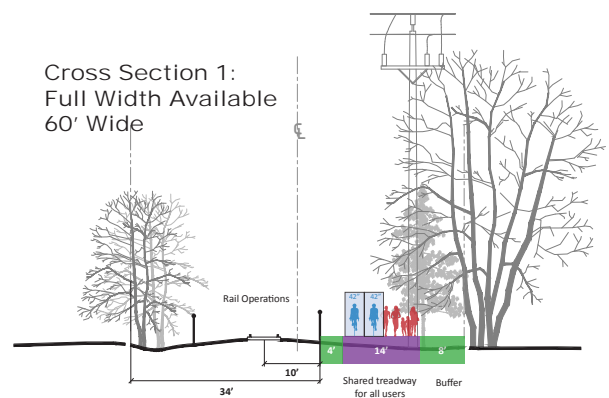 Cross Section 1:
Full Width Available
60' Wide
℄
Rail Operations
42"
42"
4'
14'
8'
10'
34'
Shared treadway
for all users
Buffer